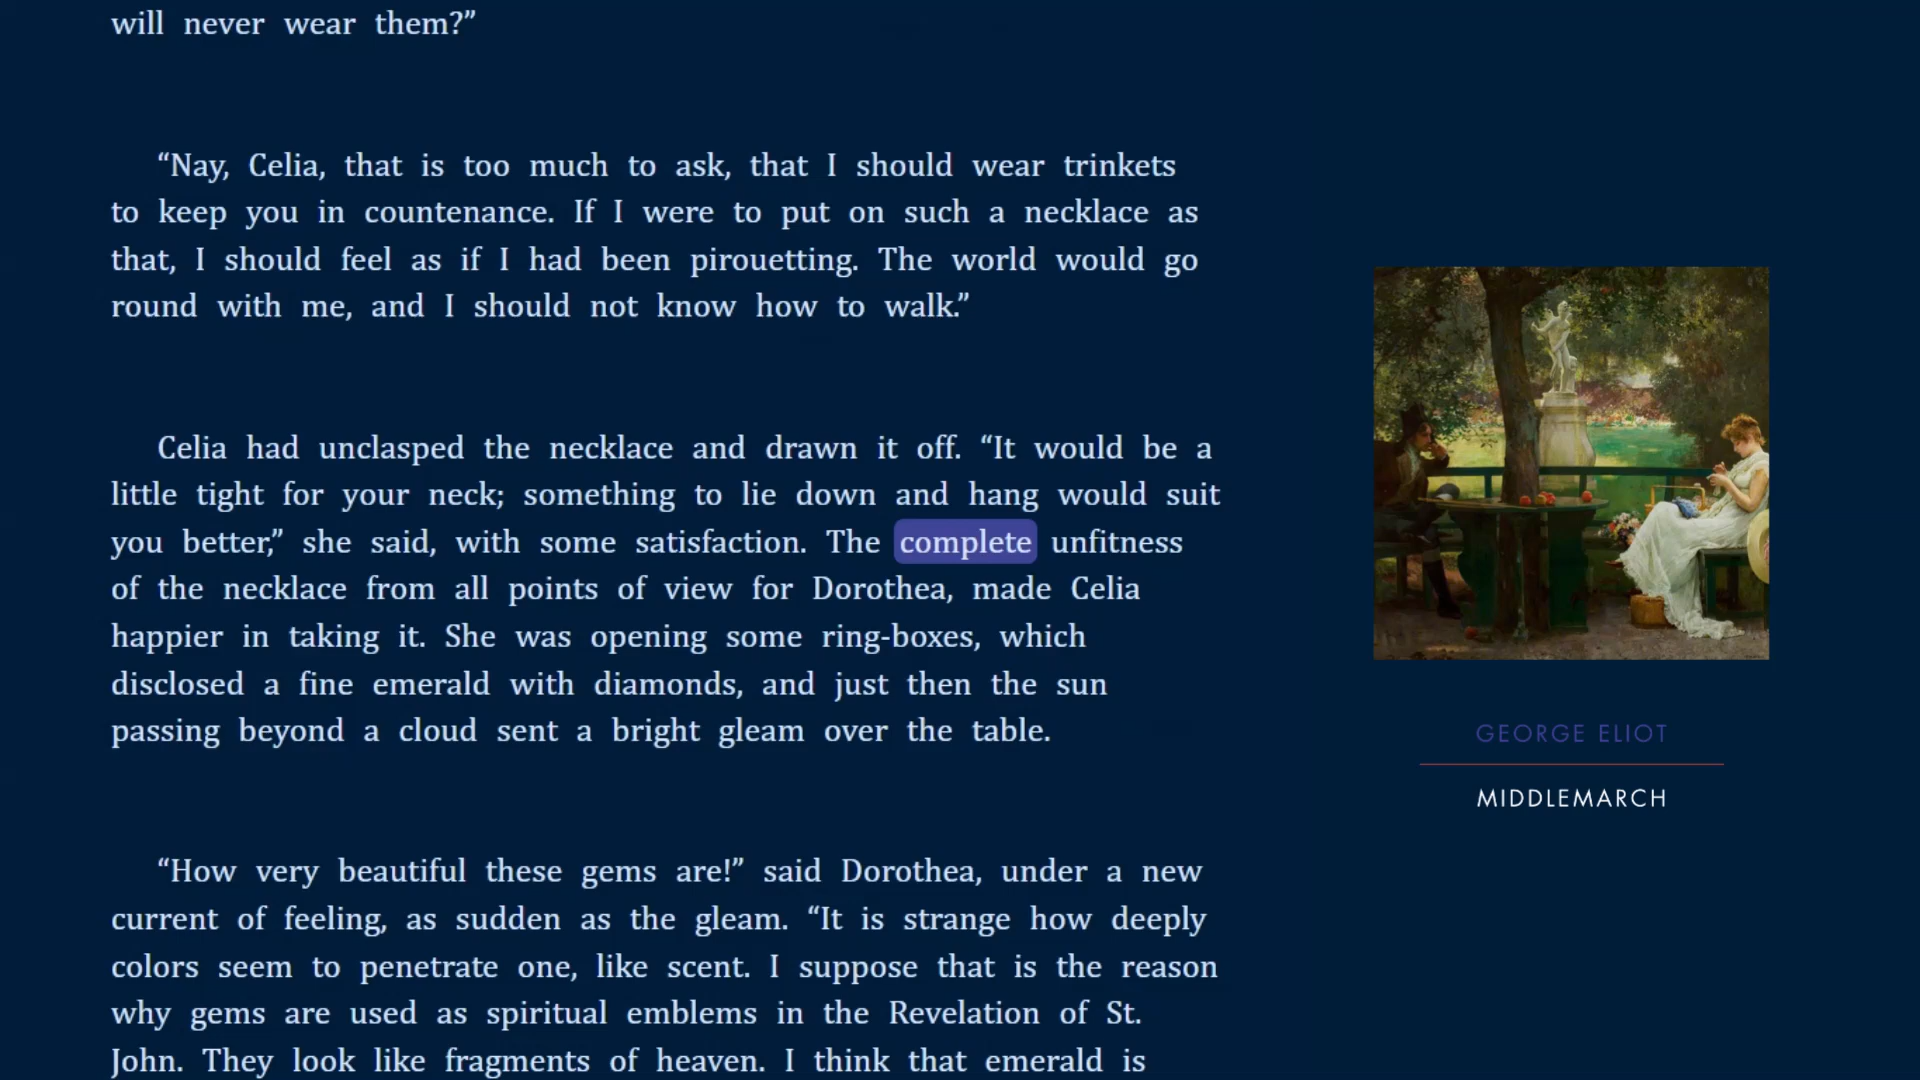 will never wear them?”
“Nay, Celia, that is too much to ask, that I should wear trinkets
to keep you in countenance. If I were to put on such a necklace as
that, I should feel as if I had been pirouetting. The world would go
round with me, and I should not know how to walk.”
Celia had unclasped the necklace and drawn it off. “It would be a
little tight for your neck; something to lie down and hang would suit
you better,” she said, with some satisfaction. The complete unfitness
of the necklace from all points of view for Dorothea, made Celia
happier in taking it. She was opening some ring-boxes, which
disclosed a fine emerald with diamonds, and just then the sun
passing beyond a cloud sent a bright gleam over the table.
“How very beautiful these gems are!” said Dorothea, under a new
current of feeling, as sudden as the gleam. “It is strange how deeply
colors seem to penetrate one, like scent. I suppose that is the reason
why gems are used as spiritual emblems in the Revelation of St.
John. They look like fragments of heaven. I think that emerald is
GEORGE ELIOT
MIDDLEMARCH